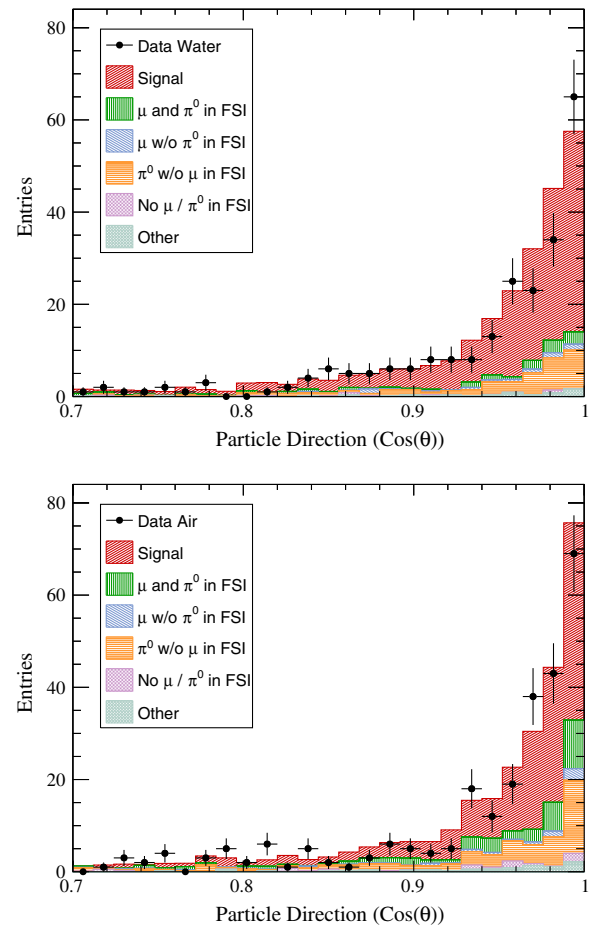 80
60
40
20
0
Entries
Data Water
Signal
μ and π⁰ in FSI
μ w/o π⁰ in FSI
π⁰ w/o μ in FSI
No μ / π⁰ in FSI
Other
0.7 0.8 0.9 1
Particle Direction (Cos(θ))
80
60
40
20
0
Entries
Data Air
Signal
μ and π⁰ in FSI
μ w/o π⁰ in FSI
π⁰ w/o μ in FSI
No μ / π⁰ in FSI
Other
0.7 0.8 0.9 1
Particle Direction (Cos(θ))